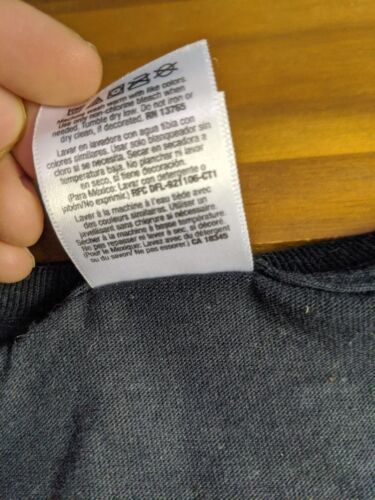 Machine wash warm with like colors.
Use only non-chlorine bleach when
needed. Tumble dry low. Do not iron or
dry clean, if decorated. RN 13765
Lavar en lavadora con agua tibia con
colores similares. Usar solo blanqueador sin
cloro si se necesita. Secar en secadora a
temperatura baja. No planchar ni lavar
en seco, si tiene decoración.
(Para México: Lavar con detergente o
jabón/No exprimir.) RFC DFL-921106-CT1
Laver à la machine à l'eau tiède avec
des couleurs similaires. Utiliser un
javellisant sans chlore si nécessaire.
Sécher à la machine à basse température.
Ne pas repasser ni laver à sec, si décoré.
(Pour le Mexique: Lavez avec du détergent
ou du savon/ Ne pas essorer.) CA 18545